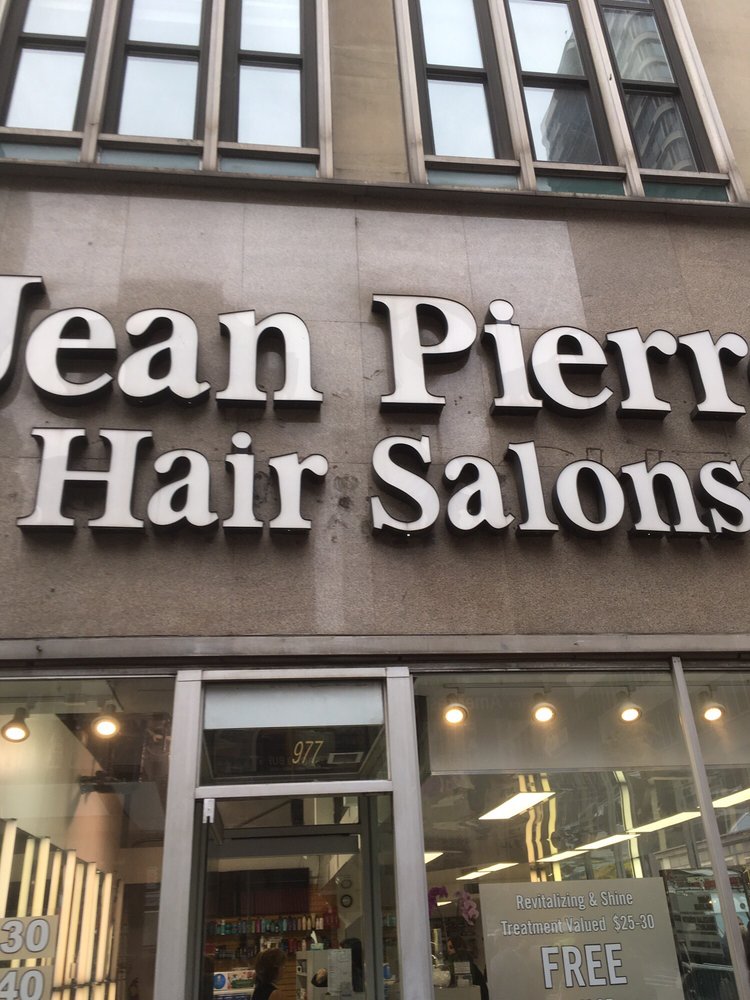 Jean Pierr
Hair Salons
977
Revitalizing & Shine
Treatment Valued $25-30
FREE
30
40